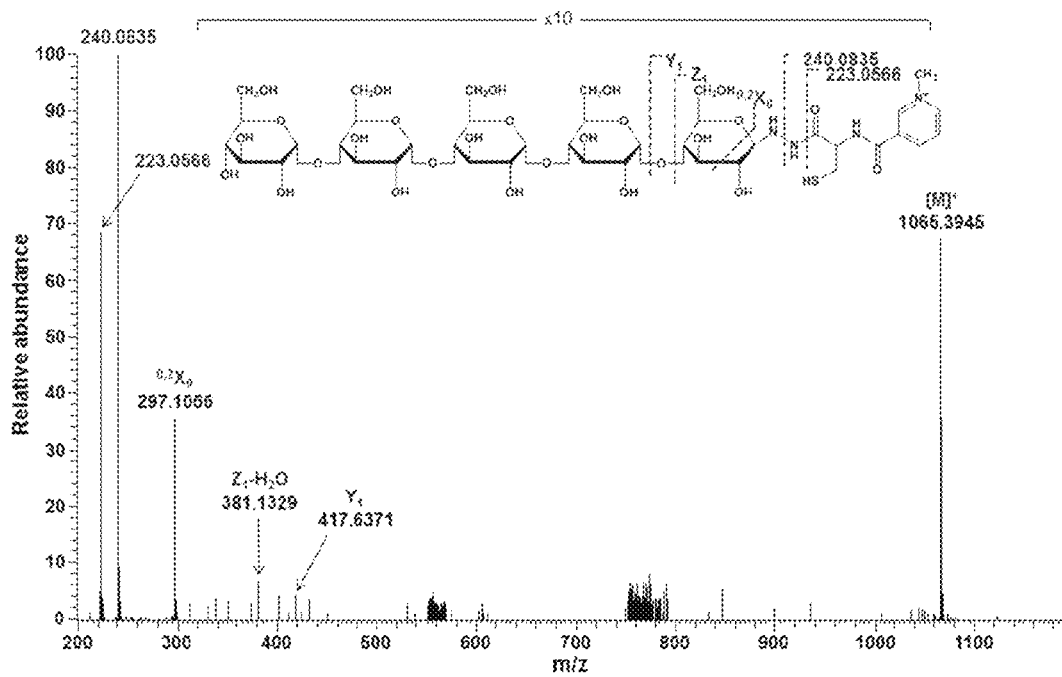 x10
240.0835
100
90
80
70
60
50
40
30
20
10
0
Relative abundance
223.0566
Y₁
Z₁
⁰,²X₀
240.0835
223.0566
CH₂OH
CH₂OH
CH₂OH
CH₂OH
CH₂OH
O
O
O
O
O
OH
OH
OH
OH
OH
OH
OH
OH
OH
OH
OH
O
O
O
O
H
N
N
H
O
H
N
O
HS
N⁺
CH₃
[M]⁺
1065.3945
⁰,²X₀
297.1066
Z₁-H₂O
381.1329
Y₁
417.6371
200
300
400
500
600
700
800
900
1000
1100
m/z